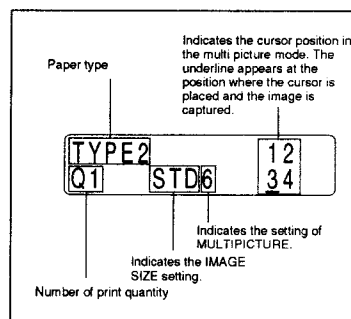 Indicates the cursor position in
the multi picture mode. The
underline appears at the
position where the cursor is
placed and the image is
captured.
Paper type
TYPE2
Q1 STD 6
12
34
Indicates the setting of
MULTIPICTURE.
Indicates the IMAGE
SIZE setting.
Number of print quantity